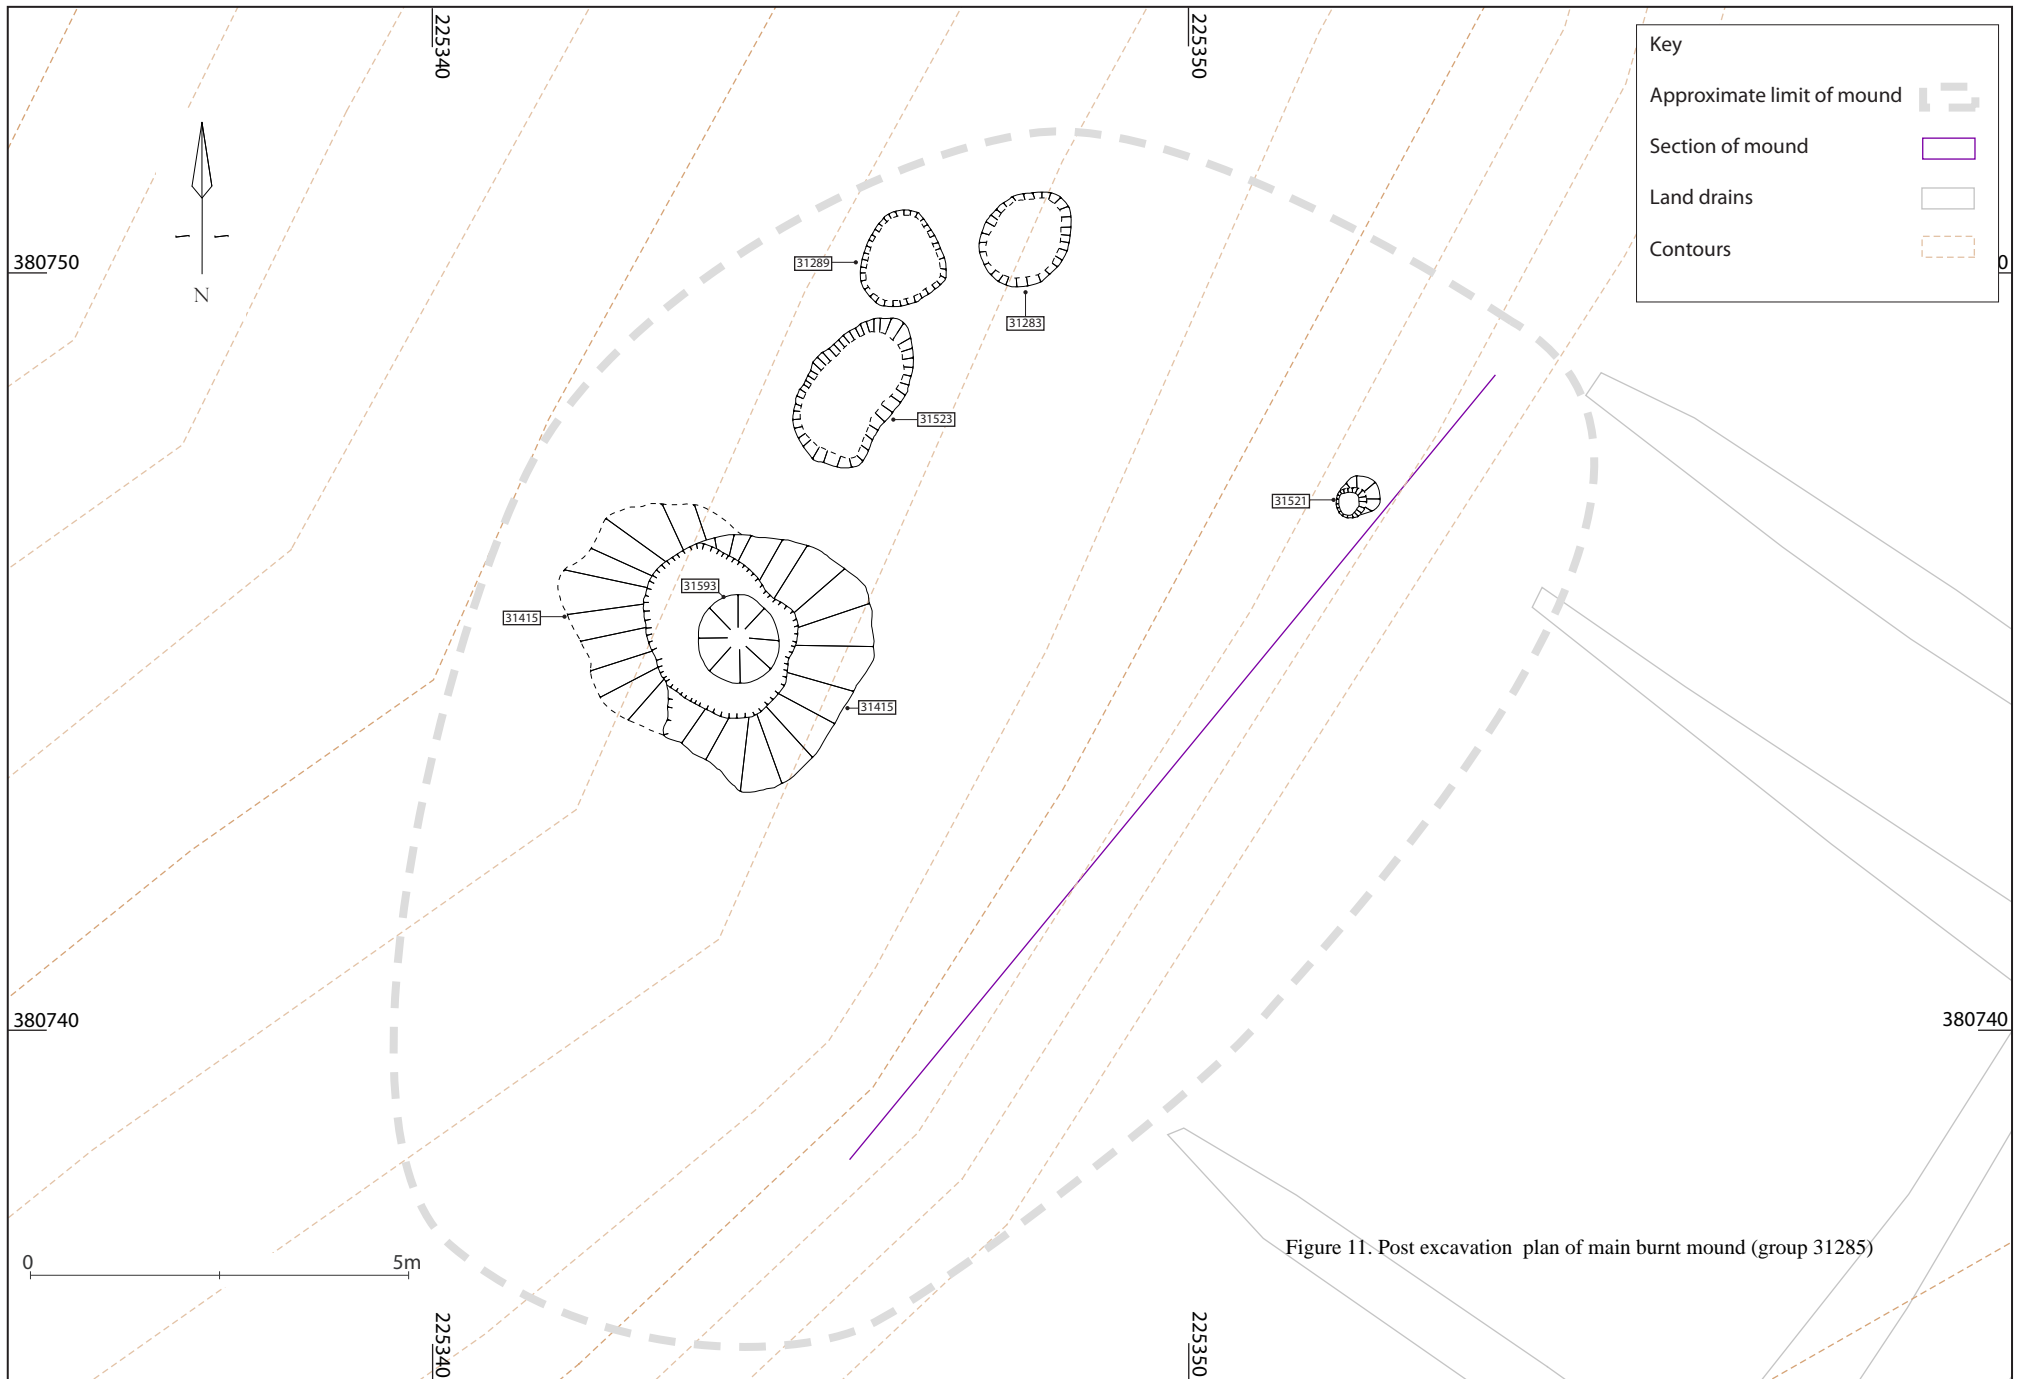 225340
225350
Key
Approximate limit of mound
Section of mound
Land drains
Contours
N
380750
0
31289
31283
31523
31521
31593
31415
31415
380740
380740
0
5m
Figure 11. Post excavation plan of main burnt mound (group 31285)
225340
225350